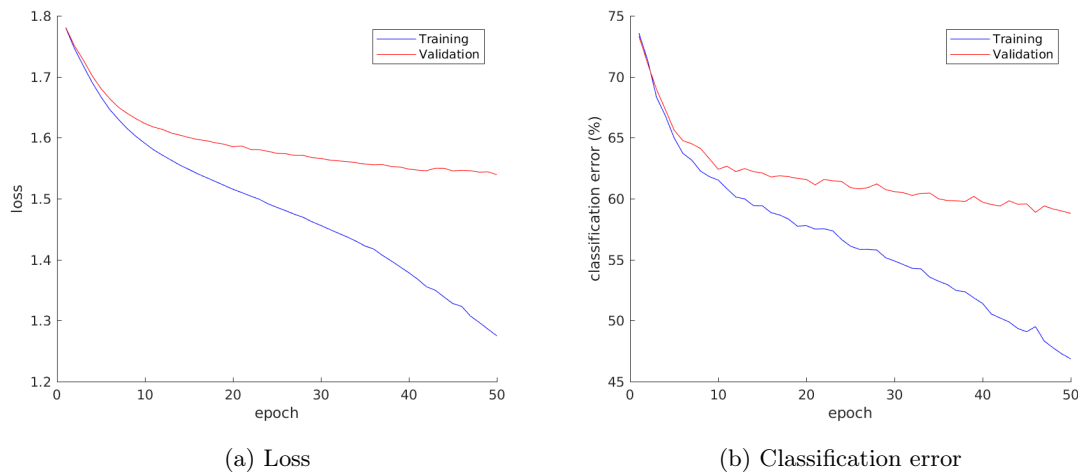 1.8
1.7
1.6
1.5
1.4
1.3
1.2
loss
0 10 20 30 40 50
epoch
Training
Validation
(a) Loss
75
70
65
60
55
50
45
classification error (%)
0 10 20 30 40 50
epoch
Training
Validation
(b) Classification error